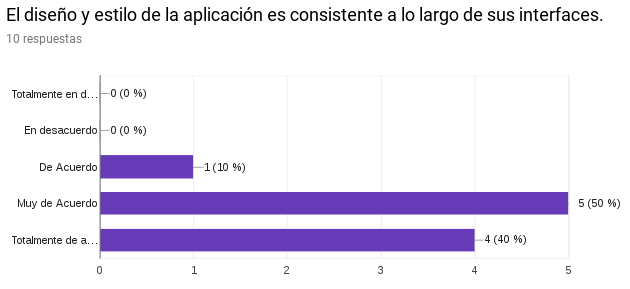 El diseño y estilo de la aplicación es consistente a lo largo de sus interfaces.
10 respuestas
Totalmente en d… 0 (0 %)
En desacuerdo 0 (0 %)
De Acuerdo 1 (10 %)
Muy de Acuerdo 5 (50 %)
Totalmente de a… 4 (40 %)
0 1 2 3 4 5